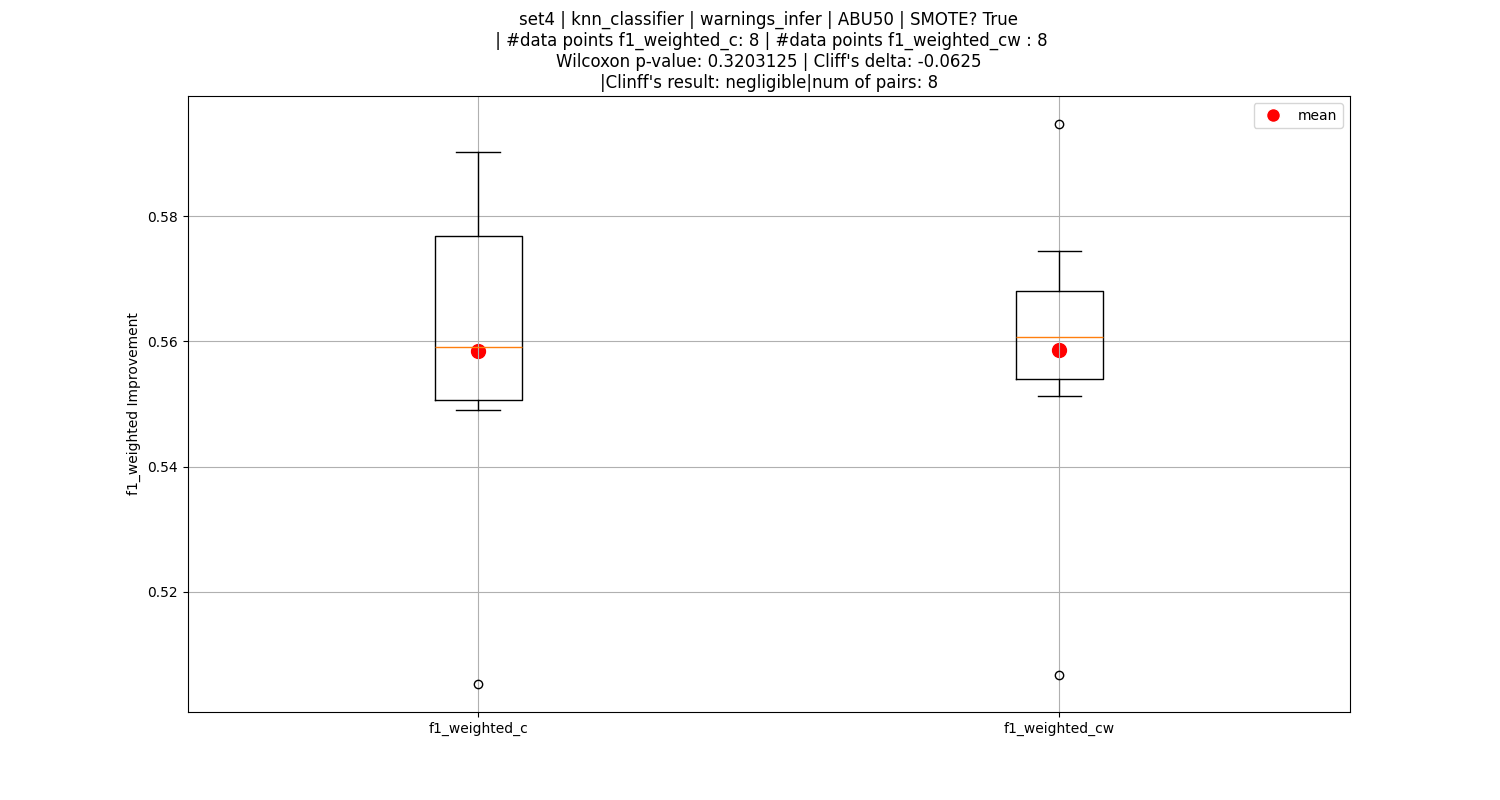 set4 | knn_classifier | warnings_infer | ABU50 | SMOTE? True
| #data points f1_weighted_c: 8 | #data points f1_weighted_cw : 8
Wilcoxon p-value: 0.3203125 | Cliff's delta: -0.0625
|Clinff's result: negligible|num of pairs: 8
mean
0.58
0.56
0.54
0.52
f1_weighted Improvement
f1_weighted_c
f1_weighted_cw